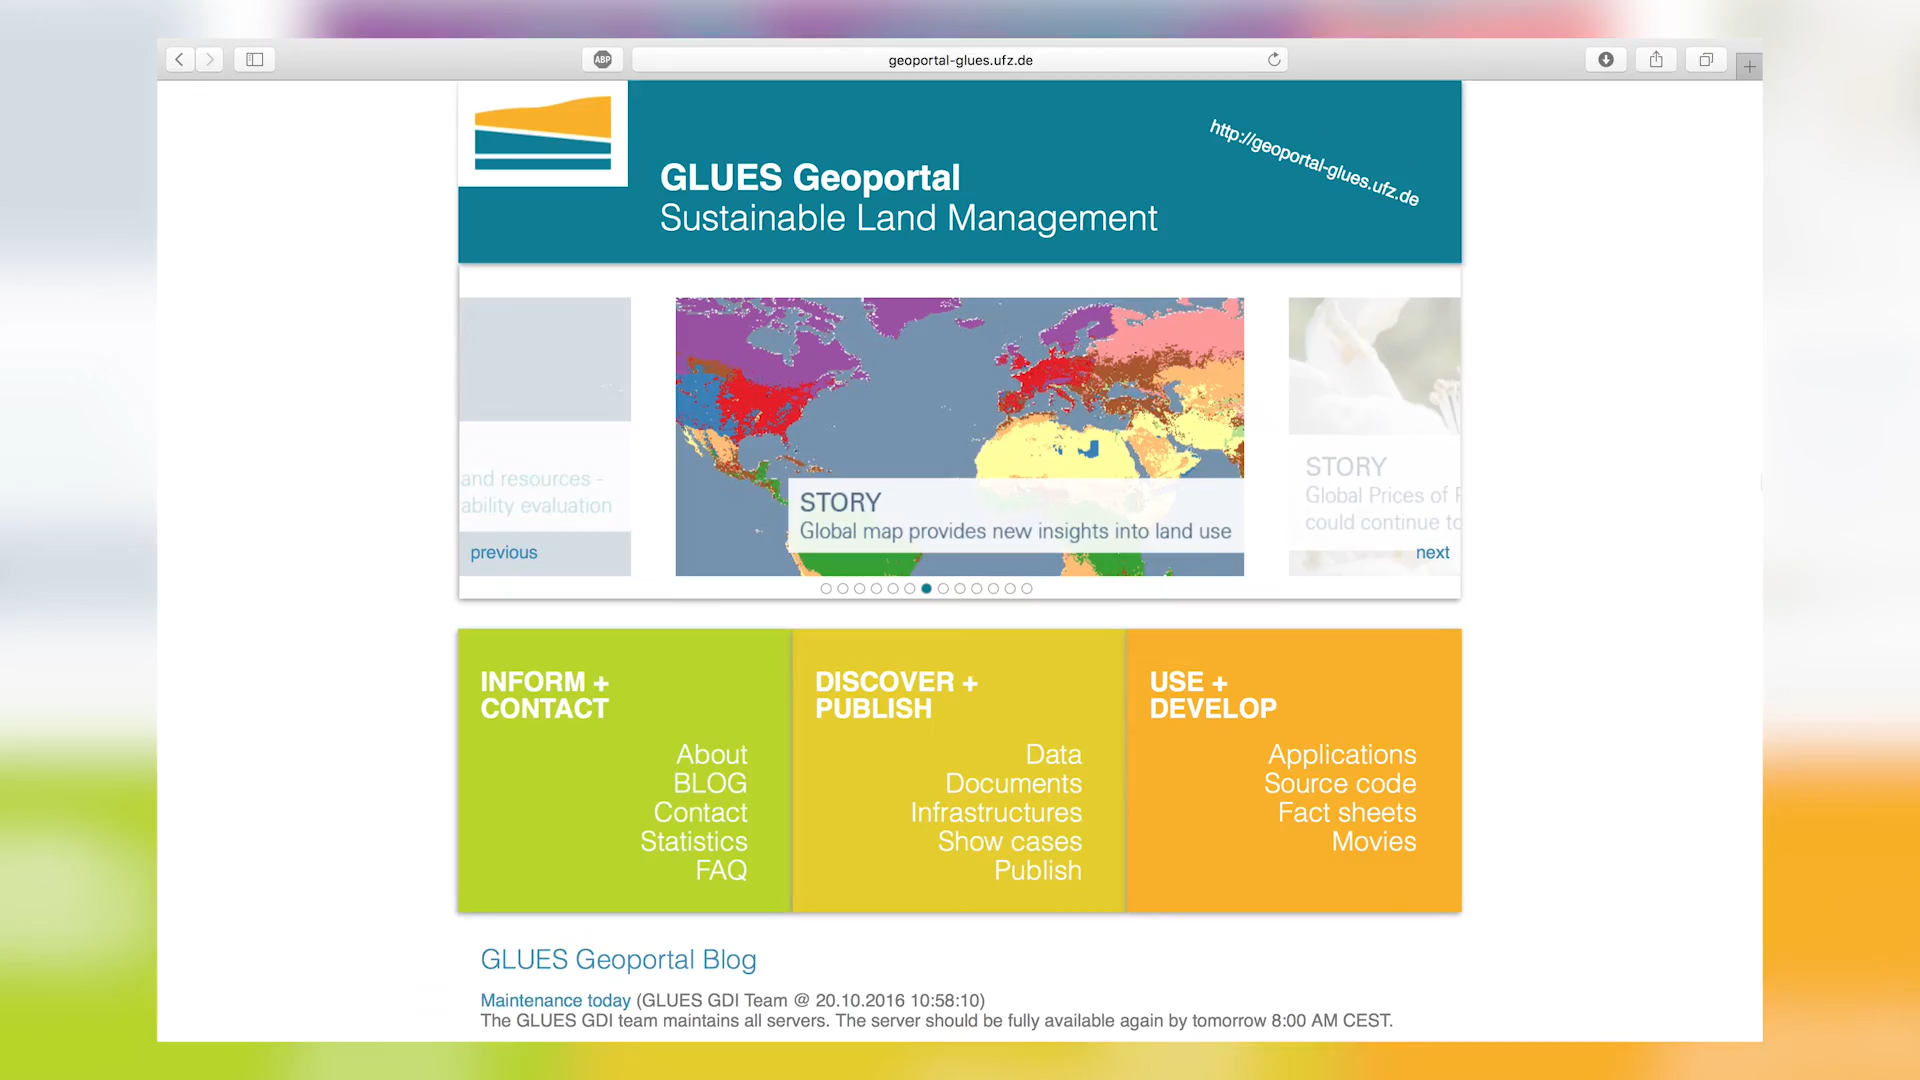 ABP
geoportal-glues.ufz.de
http://geoportal-glues.ufz.de
GLUES Geoportal
Sustainable Land Management
and resources -
ability evaluation
previous
STORY
Global map provides new insights into land use
STORY
Global Prices of
could continue to
next
INFORM +
CONTACT
About
BLOG
Contact
Statistics
FAQ
DISCOVER +
PUBLISH
Data
Documents
Infrastructures
Show cases
Publish
USE +
DEVELOP
Applications
Source code
Fact sheets
Movies
GLUES Geoportal Blog
Maintenance today (GLUES GDI Team @ 20.10.2016 10:58:10)
The GLUES GDI team maintains all servers. The server should be fully available again by tomorrow 8:00 AM CEST.